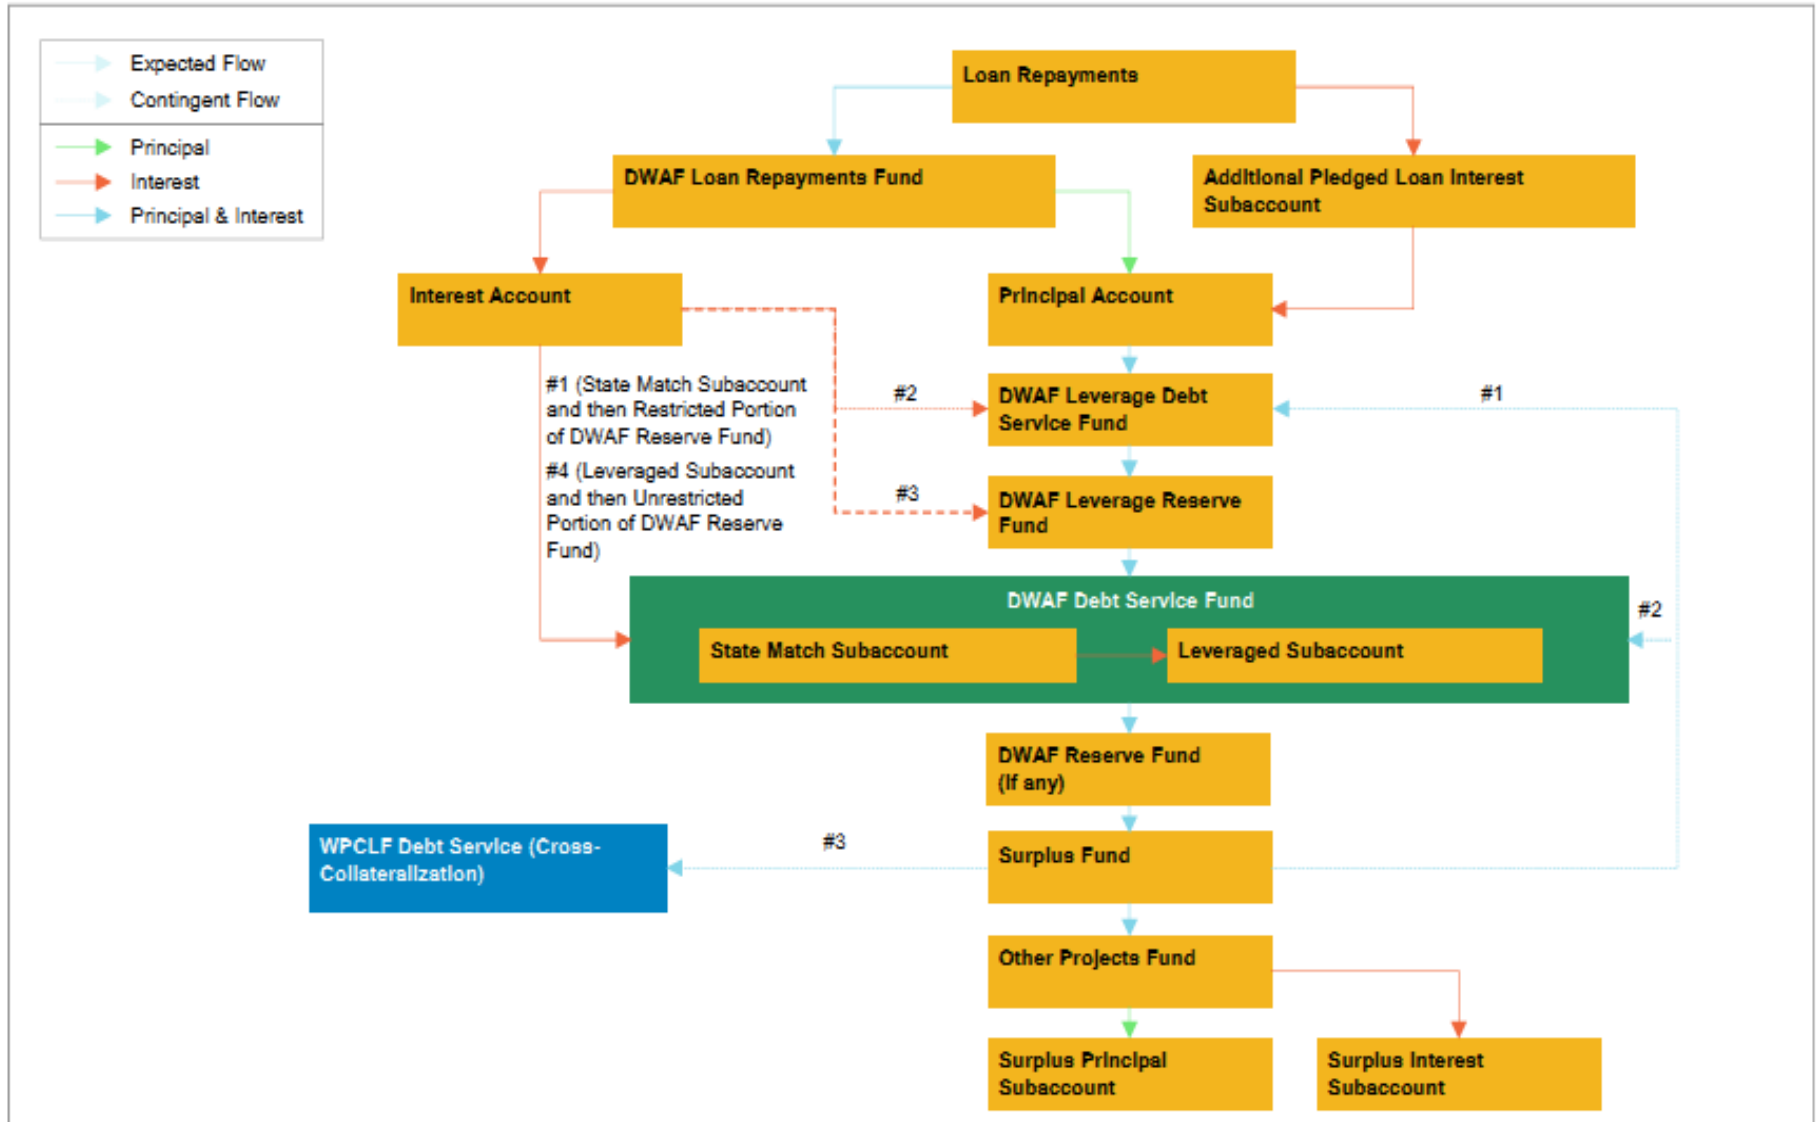 Expected Flow
Contingent Flow
Principal
Interest
Principal & Interest
Loan Repayments
DWAF Loan Repayments Fund
Additional Pledged Loan Interest
Subaccount
Interest Account
Principal Account
#1 (State Match Subaccount
and then Restricted Portion
of DWAF Reserve Fund)
#4 (Leveraged Subaccount
and then Unrestricted
Portion of DWAF Reserve
Fund)
#2
DWAF Leverage Debt
Service Fund
#1
#3
DWAF Leverage Reserve
Fund
DWAF Debt Service Fund
#2
State Match Subaccount
Leveraged Subaccount
DWAF Reserve Fund
(If any)
WPCLF Debt Service (Cross-
Collateralization)
#3
Surplus Fund
Other Projects Fund
Surplus Principal
Subaccount
Surplus Interest
Subaccount